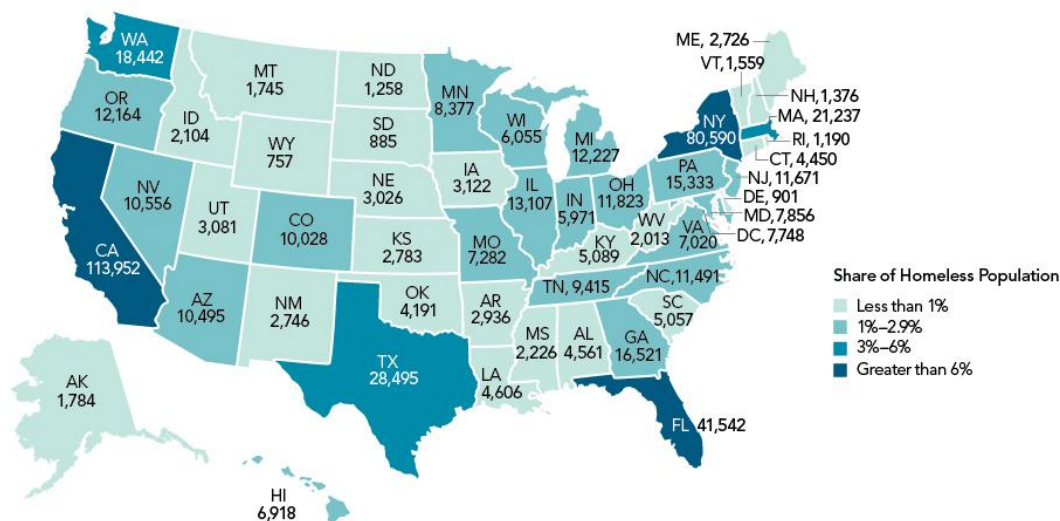 WA
18,442
OR
12,164
CA
113,952
NV
10,556
ID
2,104
MT
1,745
WY
757
UT
3,081
AZ
10,495
CO
10,028
NM
2,746
ND
1,258
SD
885
NE
3,026
KS
2,783
OK
4,191
TX
28,495
MN
8,377
IA
3,122
MO
7,282
AR
2,936
LA
4,606
WI
6,055
IL
13,107
MI
12,227
IN
5,971
OH
11,823
KY
5,089
TN, 9,415
MS
2,226
AL
4,561
GA
16,521
FL 41,542
SC
5,057
NC, 11,491
VA
7,020
WV
2,013
PA
15,333
NY
80,590
ME, 2,726
VT, 1,559
NH, 1,376
MA, 21,237
RI, 1,190
CT, 4,450
NJ, 11,671
DE, 901
MD, 7,856
DC, 7,748
AK
1,784
HI
6,918
Share of Homeless Population
Less than 1%
1%–2.9%
3%–6%
Greater than 6%